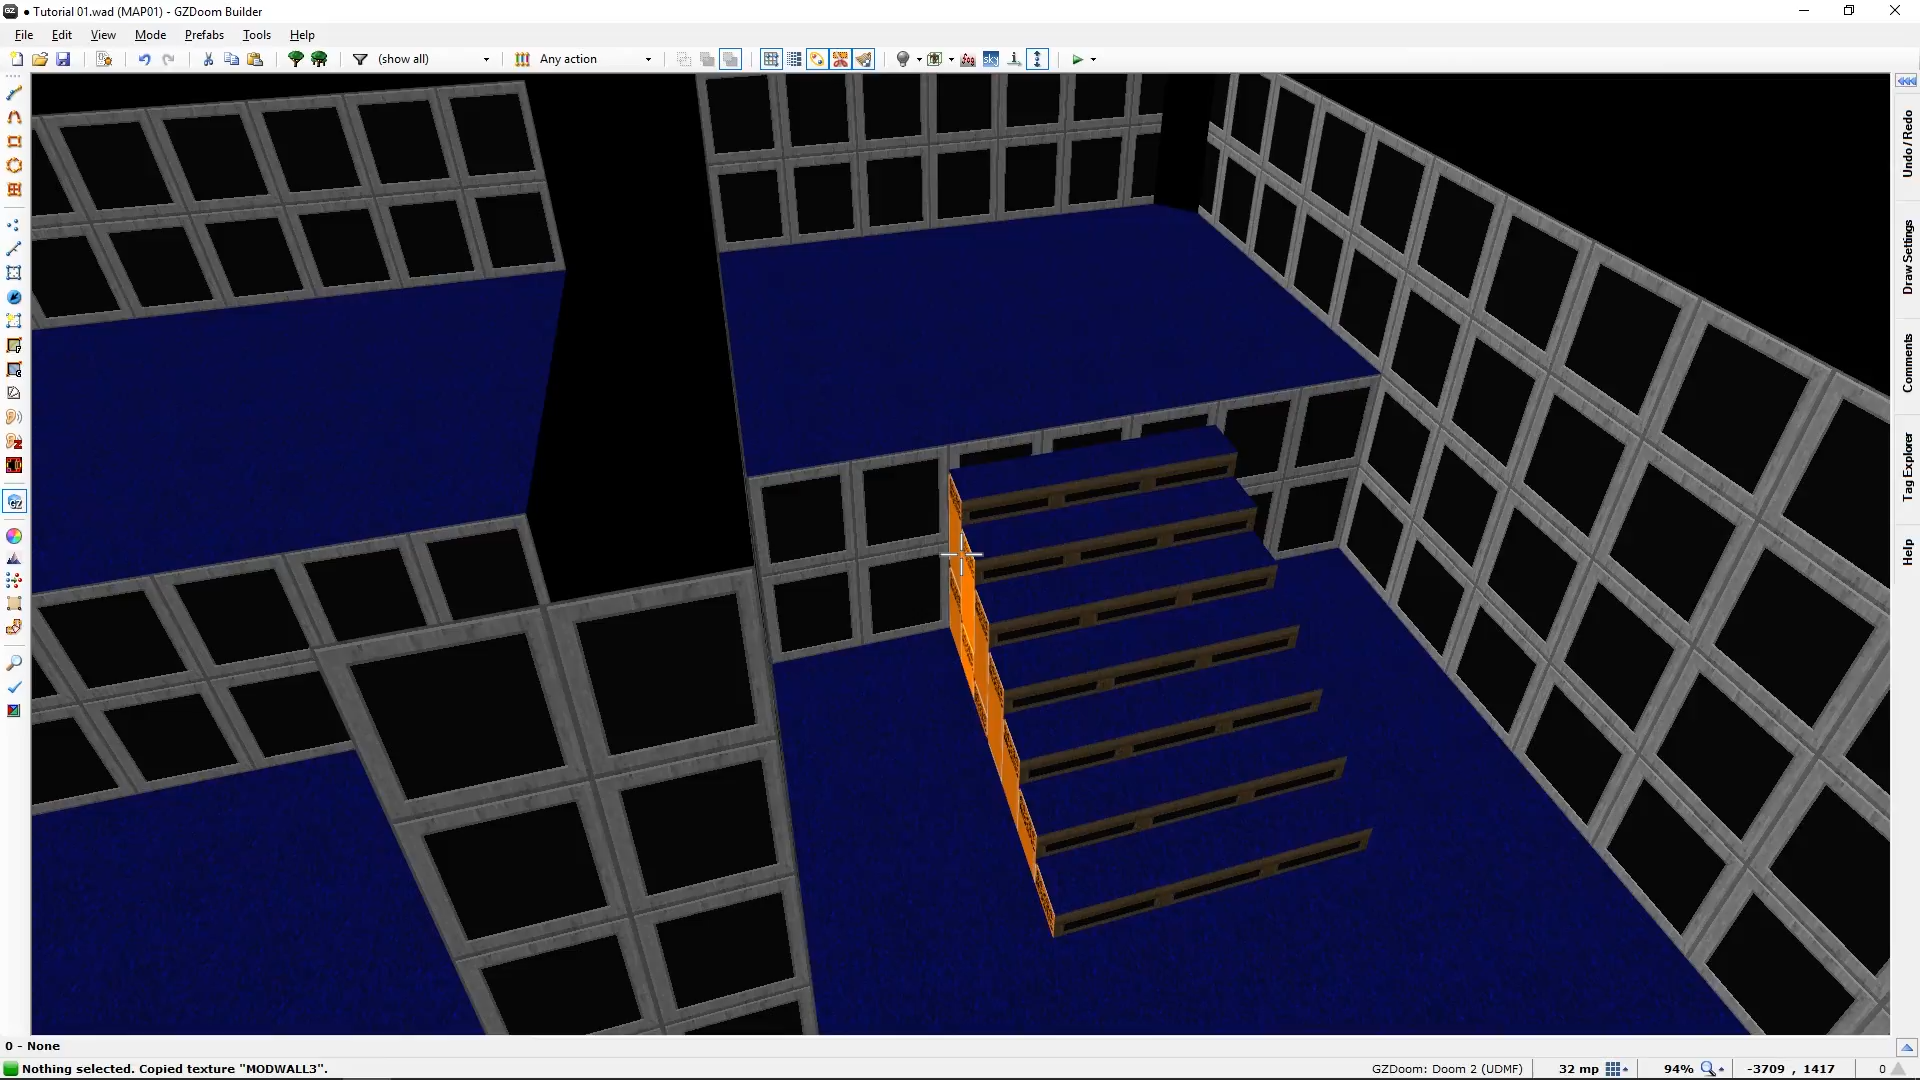 • Tutorial 01.wad (MAP01) - GZDoom Builder
File Edit View Mode Prefabs Tools Help
(show all) Any action sky
Undo / Redo
Draw Settings
Comments
Tag Explorer
Help
0 - None
Nothing selected. Copied texture "MODWALL3".
GZDoom: Doom 2 (UDMF) 32 mp 94% -3709 , 1417 0